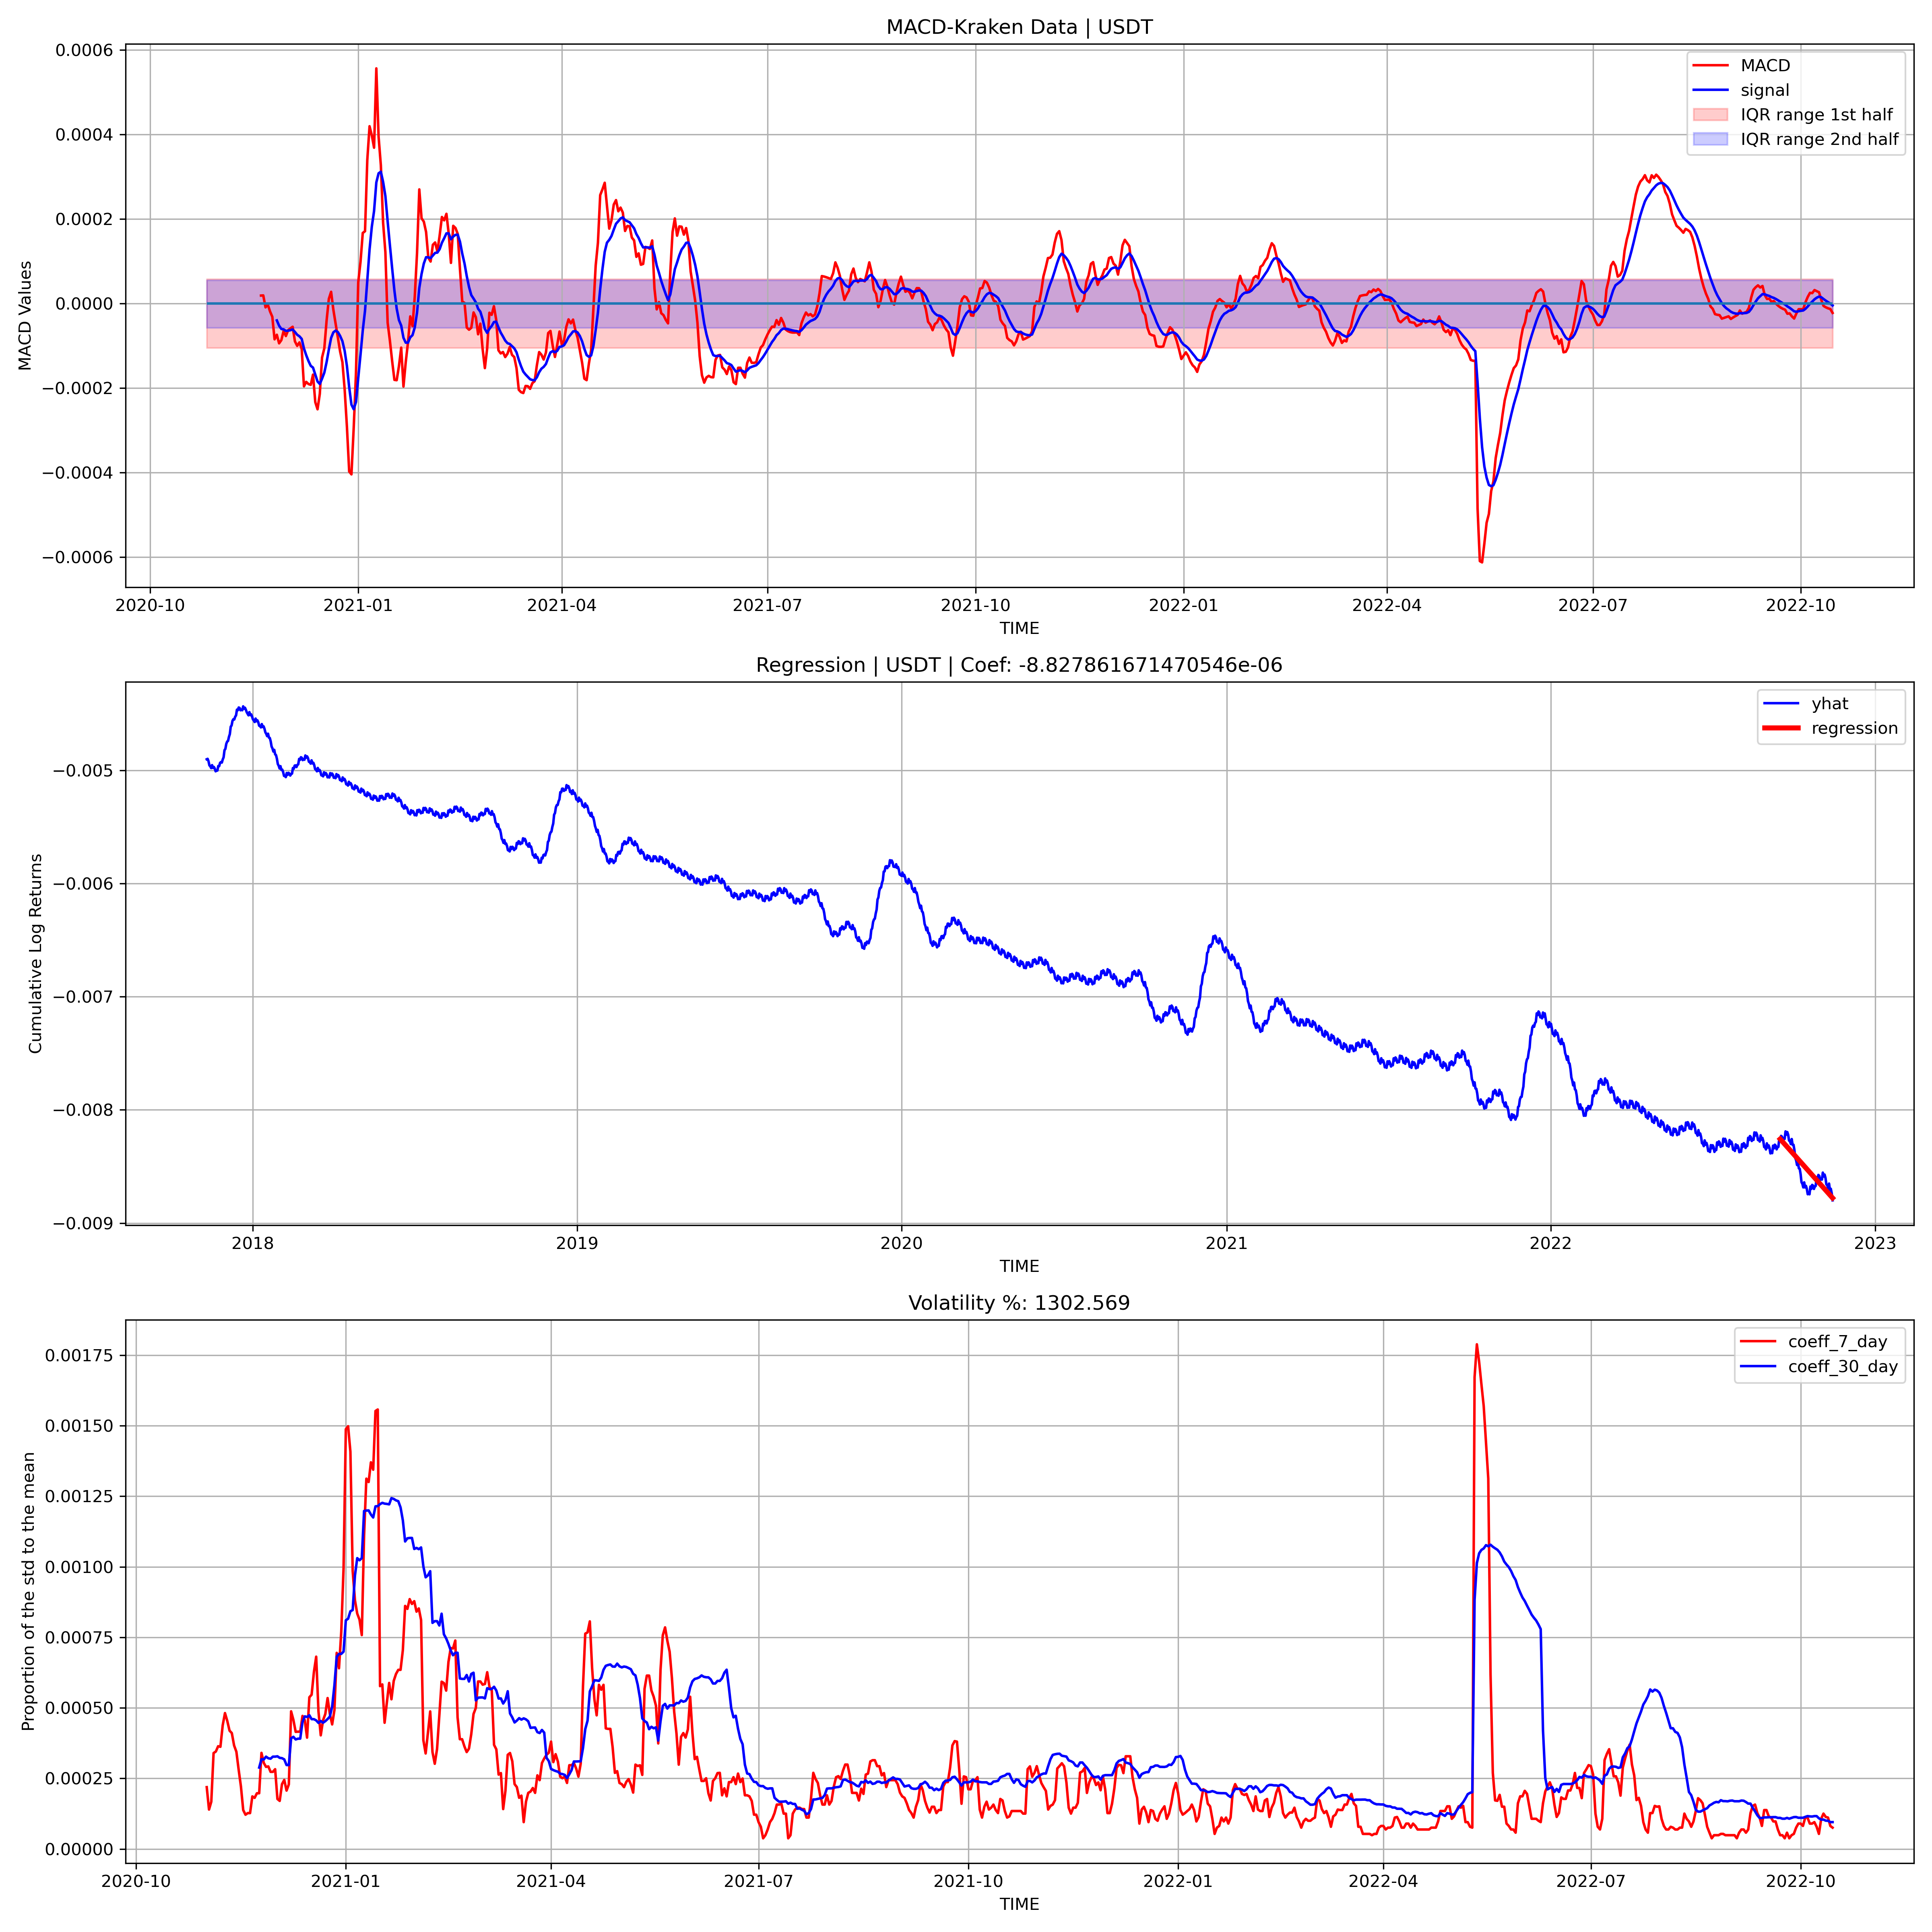 MACD-Kraken Data | USDT
MACD Values
0.0006
0.0004
0.0002
0.0000
−0.0002
−0.0004
−0.0006
MACD
signal
IQR range 1st half
IQR range 2nd half
2020-10 2021-01 2021-04 2021-07 2021-10 2022-01 2022-04 2022-07 2022-10
TIME
Regression | USDT | Coef: -8.827861671470546e-06
Cumulative Log Returns
−0.005
−0.006
−0.007
−0.008
−0.009
yhat
regression
2018 2019 2020 2021 2022 2023
TIME
Volatility %: 1302.569
Proportion of the std to the mean
0.00175
0.00150
0.00125
0.00100
0.00075
0.00050
0.00025
0.00000
coeff_7_day
coeff_30_day
2020-10 2021-01 2021-04 2021-07 2021-10 2022-01 2022-04 2022-07 2022-10
TIME